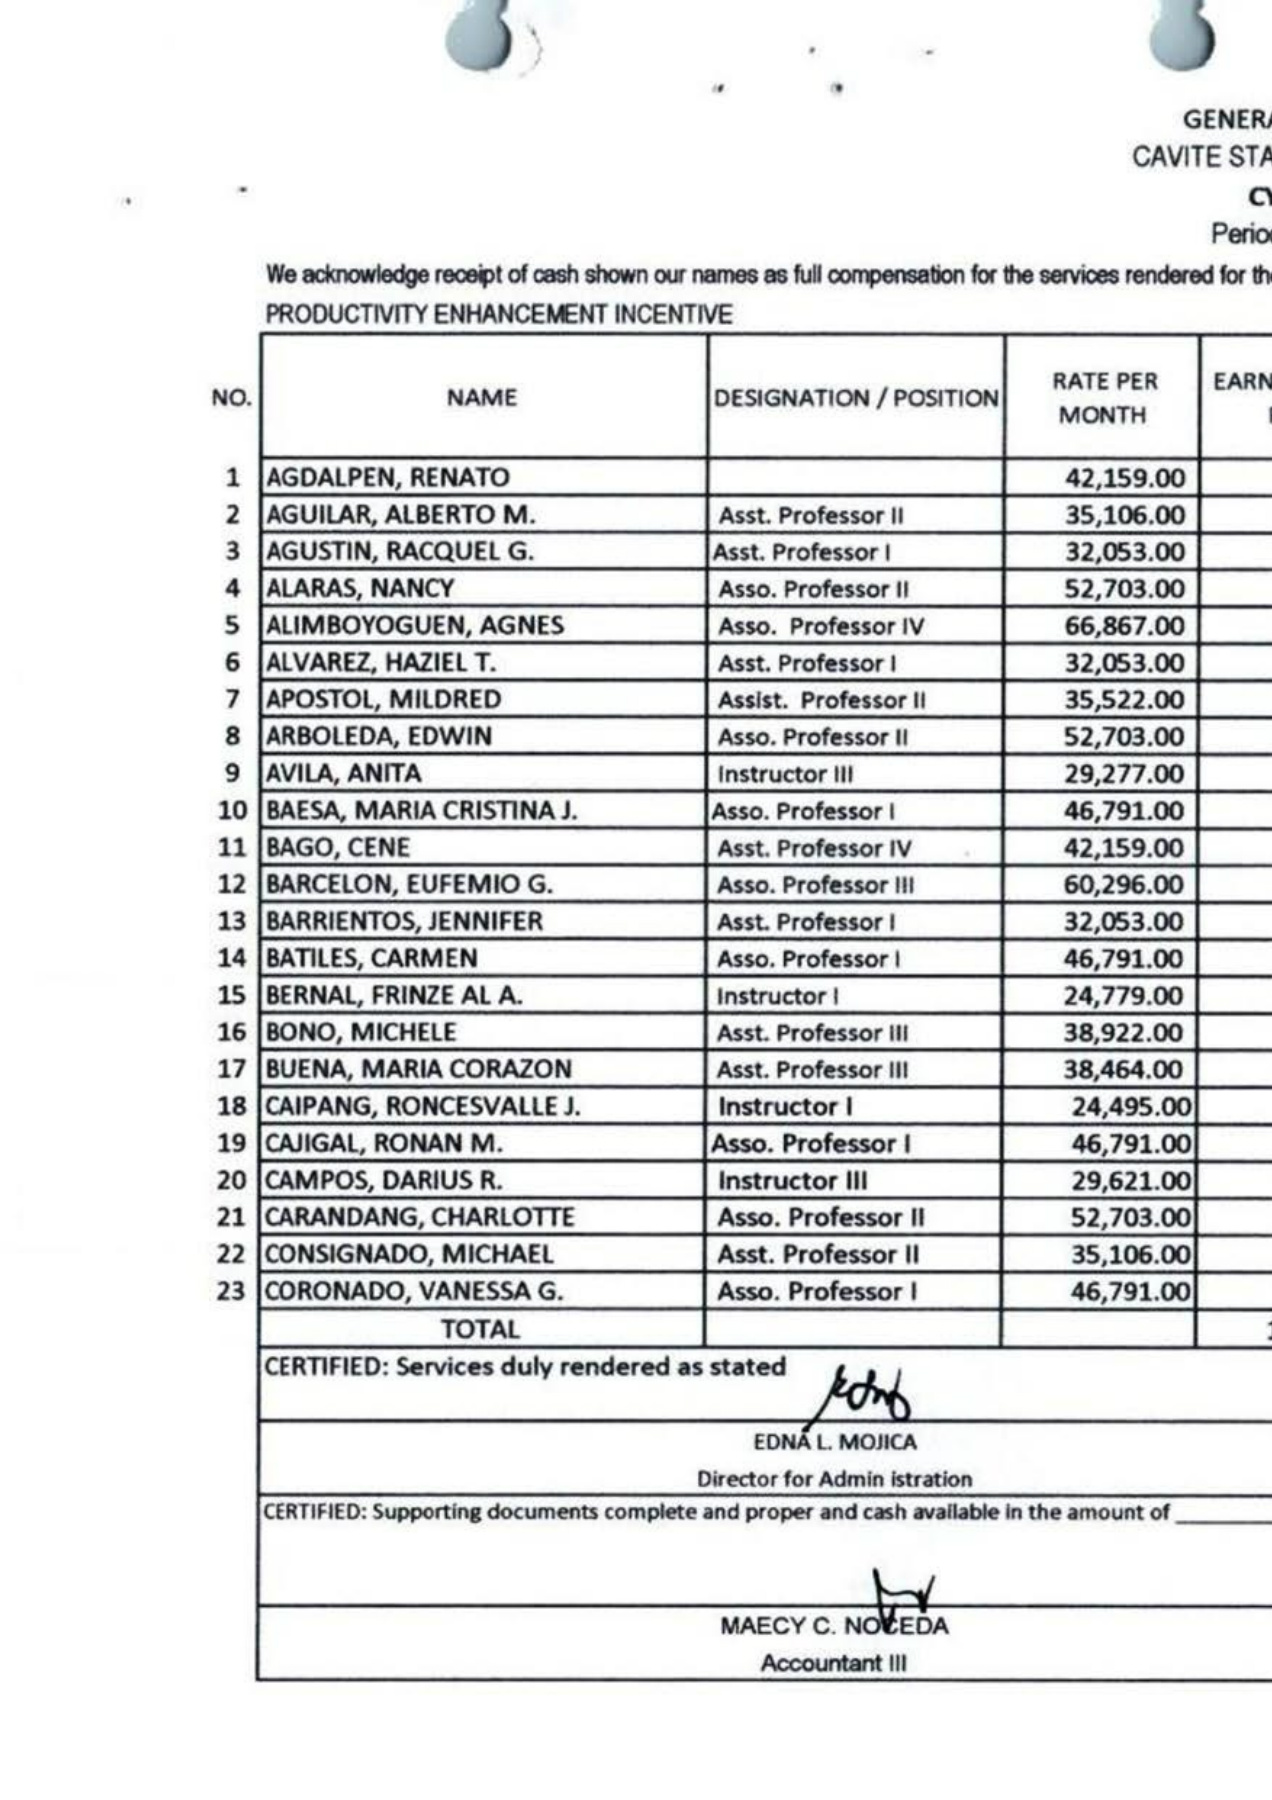 GENERA
CAVITE STA
CY
Perio
We acknowledge receipt of cash shown our names as full compensation for the services rendered for th
PRODUCTIVITY ENHANCEMENT INCENTIVE
NO. NAME DESIGNATION / POSITION RATE PER MONTH EARN
1 AGDALPEN, RENATO 42,159.00
2 AGUILAR, ALBERTO M. Asst. Professor II 35,106.00
3 AGUSTIN, RACQUEL G. Asst. Professor I 32,053.00
4 ALARAS, NANCY Asso. Professor II 52,703.00
5 ALIMBOYOGUEN, AGNES Asso. Professor IV 66,867.00
6 ALVAREZ, HAZIEL T. Asst. Professor I 32,053.00
7 APOSTOL, MILDRED Assist. Professor II 35,522.00
8 ARBOLEDA, EDWIN Asso. Professor II 52,703.00
9 AVILA, ANITA Instructor III 29,277.00
10 BAESA, MARIA CRISTINA J. Asso. Professor I 46,791.00
11 BAGO, CENE Asst. Professor IV 42,159.00
12 BARCELON, EUFEMIO G. Asso. Professor III 60,296.00
13 BARRIENTOS, JENNIFER Asst. Professor I 32,053.00
14 BATILES, CARMEN Asso. Professor I 46,791.00
15 BERNAL, FRINZE AL A. Instructor I 24,779.00
16 BONO, MICHELE Asst. Professor III 38,922.00
17 BUENA, MARIA CORAZON Asst. Professor III 38,464.00
18 CAIPANG, RONCESVALLE J. Instructor I 24,495.00
19 CAJIGAL, RONAN M. Asso. Professor I 46,791.00
20 CAMPOS, DARIUS R. Instructor III 29,621.00
21 CARANDANG, CHARLOTTE Asso. Professor II 52,703.00
22 CONSIGNADO, MICHAEL Asst. Professor II 35,106.00
23 CORONADO, VANESSA G. Asso. Professor I 46,791.00
TOTAL
CERTIFIED: Services duly rendered as stated
EDNA L. MOJICA
Director for Admin istration
CERTIFIED: Supporting documents complete and proper and cash available in the amount of
MAECY C. NOCEDA
Accountant III